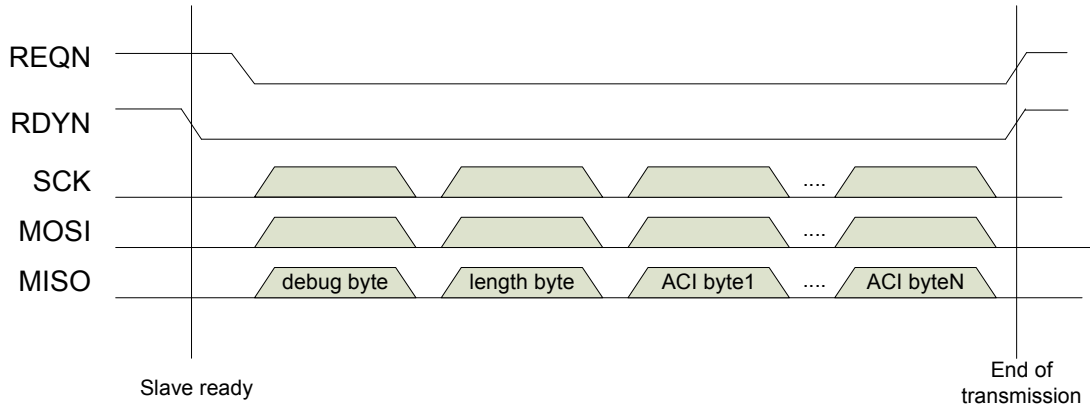 REQN
RDYN
SCK
....
MOSI
....
MISO
debug byte
length byte
ACI byte1
....
ACI byteN
Slave ready
End of
transmission